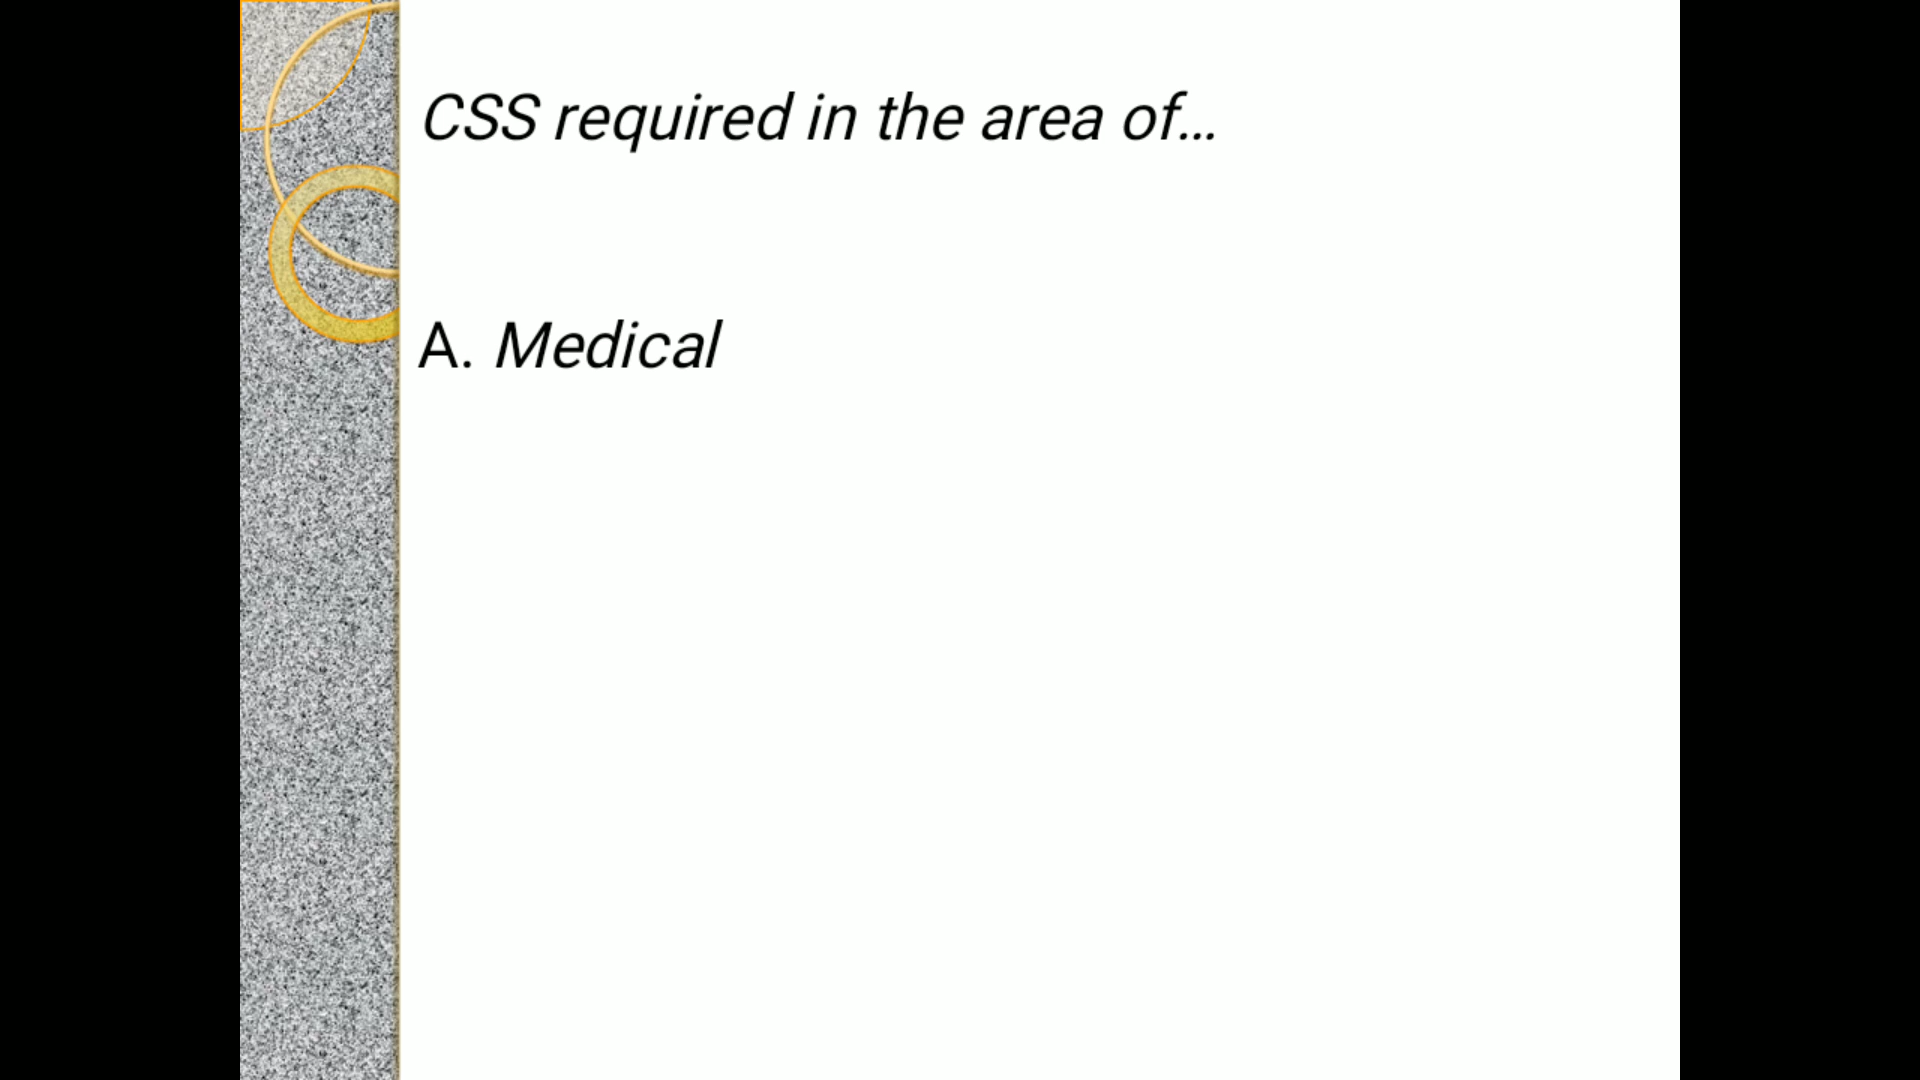 CSS required in the area of…
A. Medical